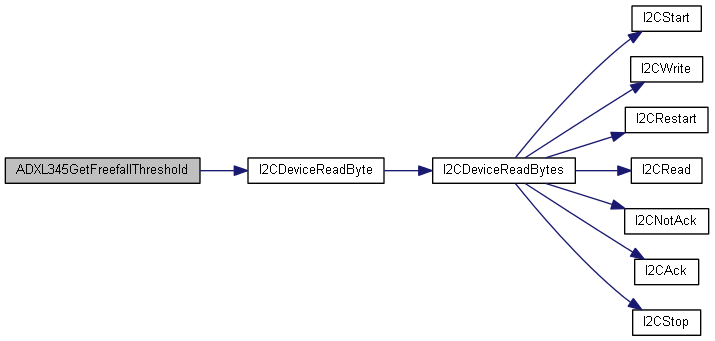 I2CStart
I2CWrite
I2CRestart
ADXL345GetFreefallThreshold
I2CDeviceReadByte
I2CDeviceReadBytes
I2CRead
I2CNotAck
I2CAck
I2CStop